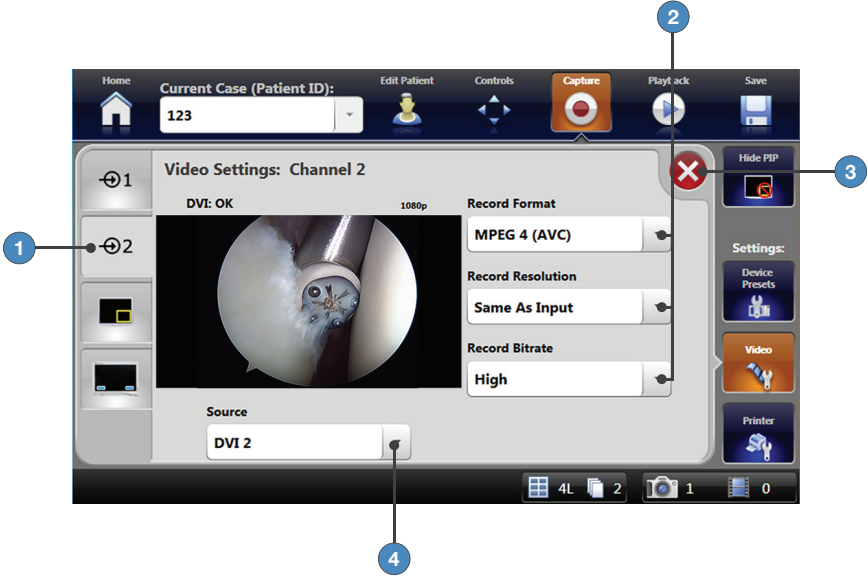 2
Home
Current Case (Patient ID):
Edit Patient
Controls
Capture
Playback
Save
123
Video Settings: Channel 2
Hide PIP
3
1
DVI: OK
1080p
Record Format
MPEG 4 (AVC)
1
2
Settings:
Record Resolution
Device
Presets
Same As Input
Record Bitrate
Video
High
Source
Printer
DVI 2
4L
2
1
0
4